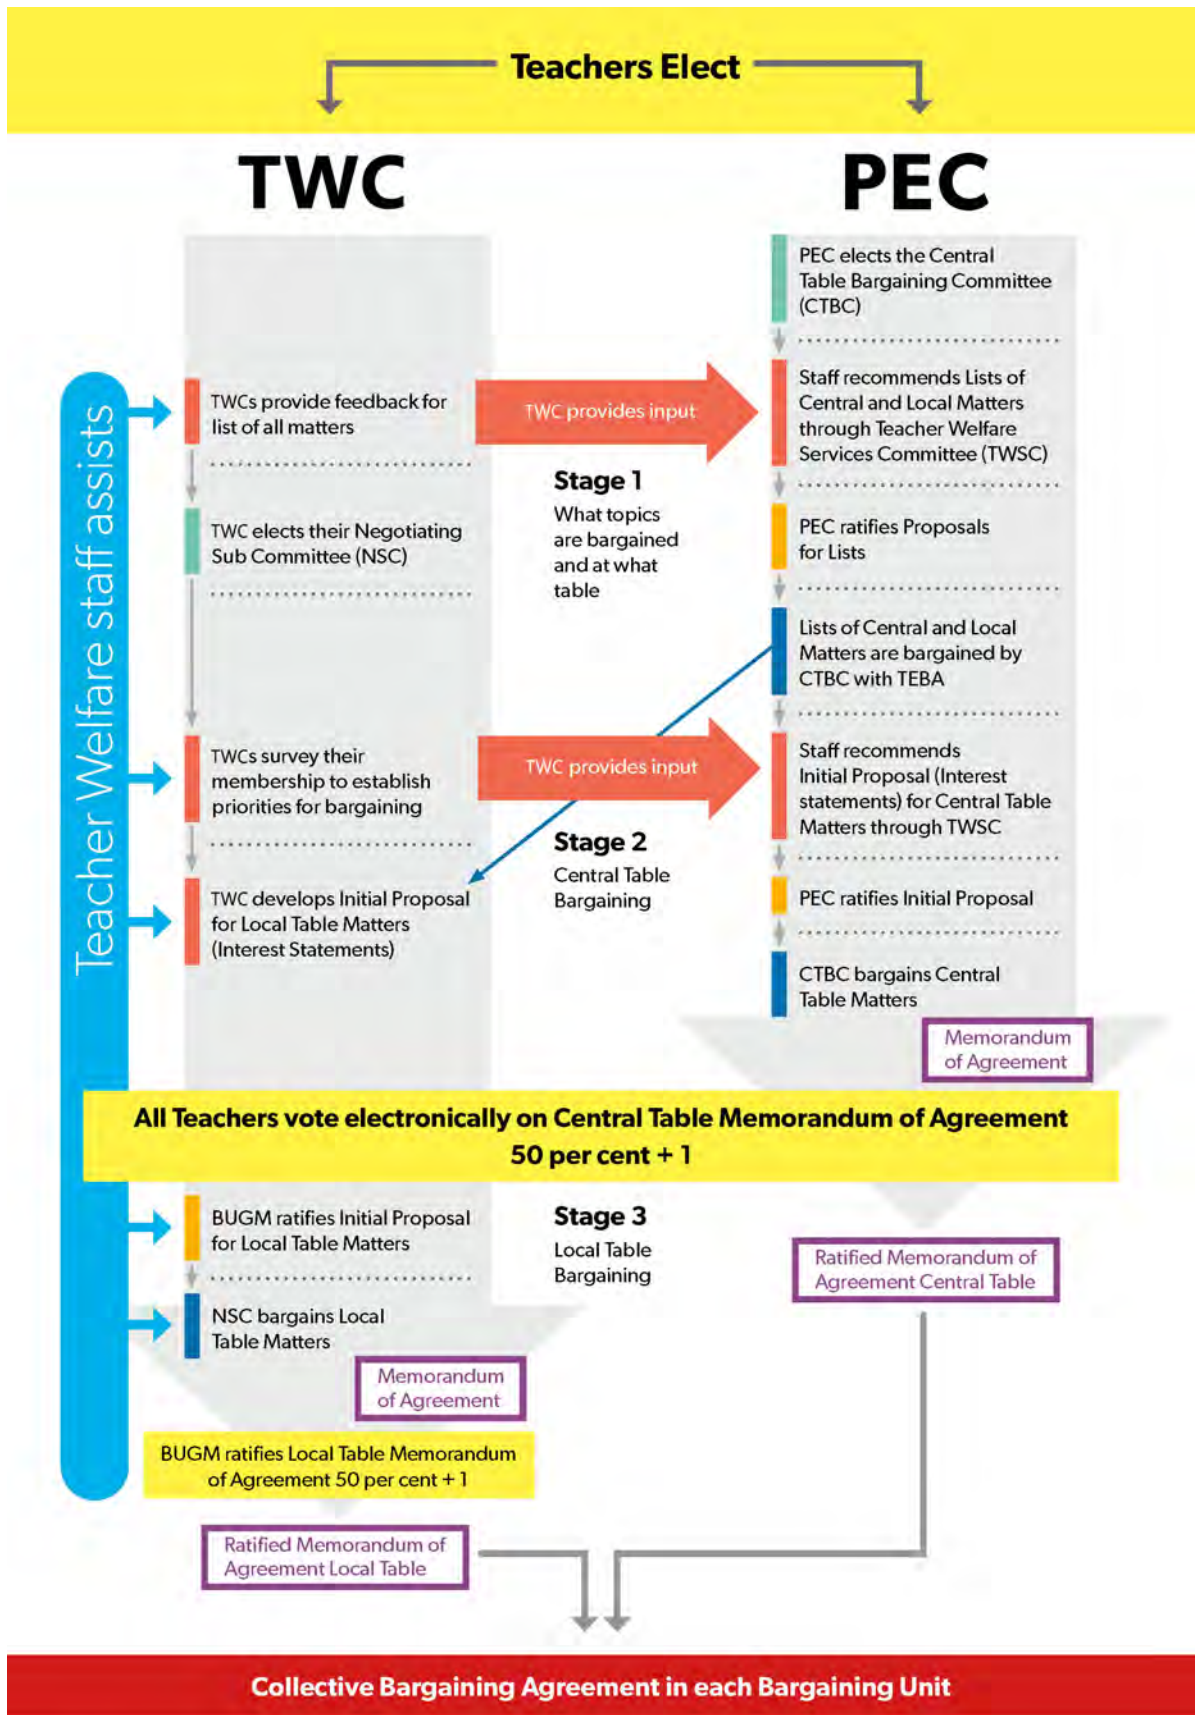 Teachers Elect
TWC
PEC
PEC elects the Central
Table Bargaining Committee
(CTBC)
Teacher Welfare staff assists
TWCs provide feedback for
list of all matters
TWC provides input
Staff recommends Lists of
Central and Local Matters
through Teacher Welfare
Services Committee (TWSC)
Stage 1
What topics
are bargained
and at what
table
TWC elects their Negotiating
Sub Committee (NSC)
PEC ratifies Proposals
for Lists
Lists of Central and Local
Matters are bargained by
CTBC with TEBA
TWCs survey their
membership to establish
priorities for bargaining
TWC provides input
Staff recommends
Initial Proposal (Interest
statements) for Central Table
Matters through TWSC
Stage 2
Central Table
Bargaining
TWC develops Initial Proposal
for Local Table Matters
(Interest Statements)
PEC ratifies Initial Proposal
CTBC bargains Central
Table Matters
Memorandum
of Agreement
All Teachers vote electronically on Central Table Memorandum of Agreement
50 per cent + 1
BUGM ratifies Initial Proposal
for Local Table Matters
Stage 3
Local Table
Bargaining
Ratified Memorandum of
Agreement Central Table
NSC bargains Local
Table Matters
Memorandum
of Agreement
BUGM ratifies Local Table Memorandum
of Agreement 50 per cent + 1
Ratified Memorandum of
Agreement Local Table
Collective Bargaining Agreement in each Bargaining Unit